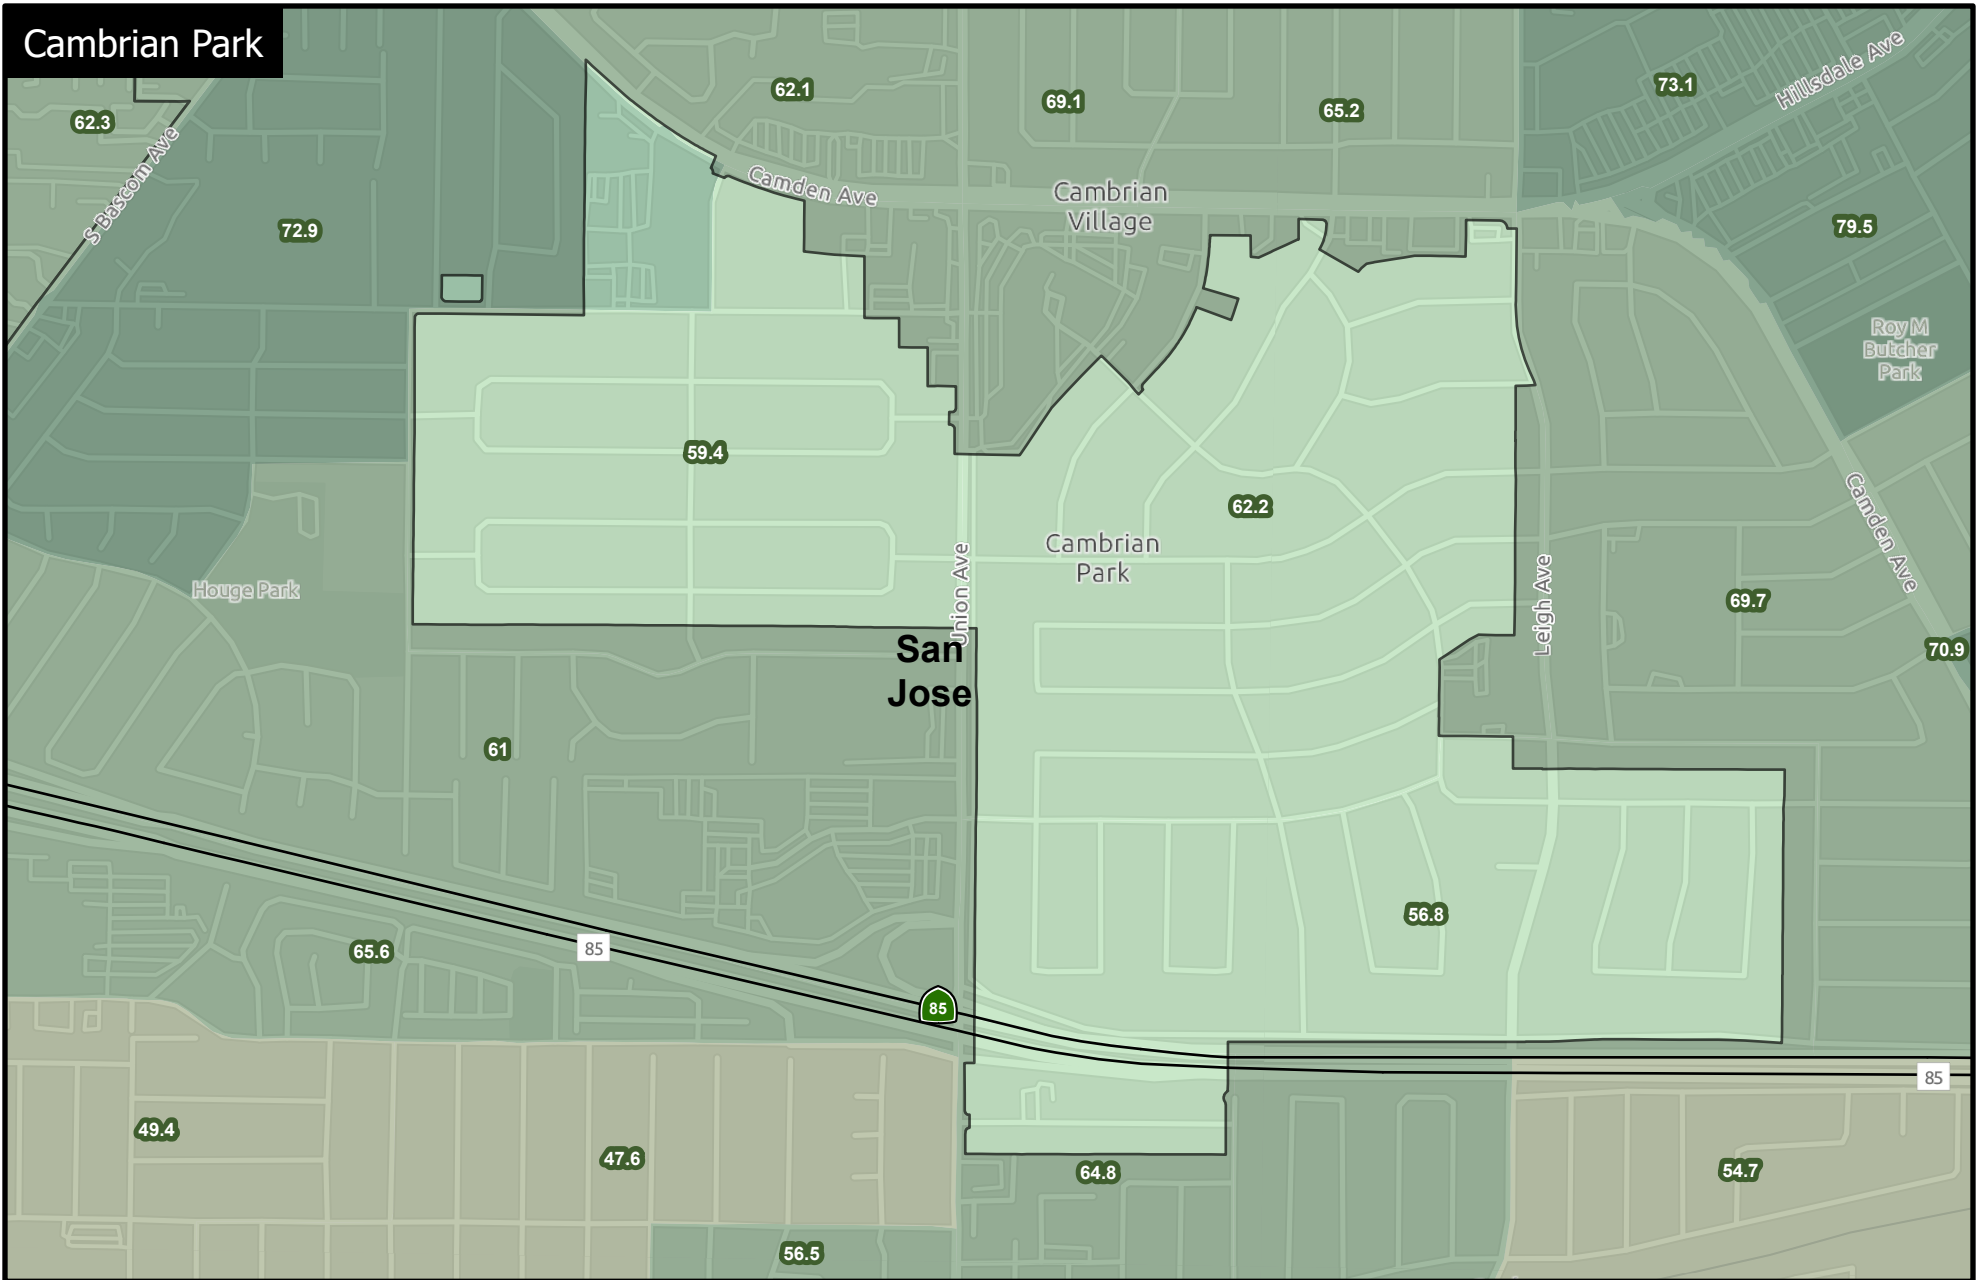 Cambrian Park
62.3
S Bascom Ave
72.9
62.1
69.1
65.2
73.1
Hillsdale Ave
79.5
Camden Ave
Cambrian
Village
Roy M
Butcher
Park
59.4
62.2
Cambrian
Park
Union Ave
Leigh Ave
Camden Ave
Houge Park
69.7
70.9
San
Jose
61
56.8
65.6
85
85
85
49.4
47.6
64.8
54.7
56.5